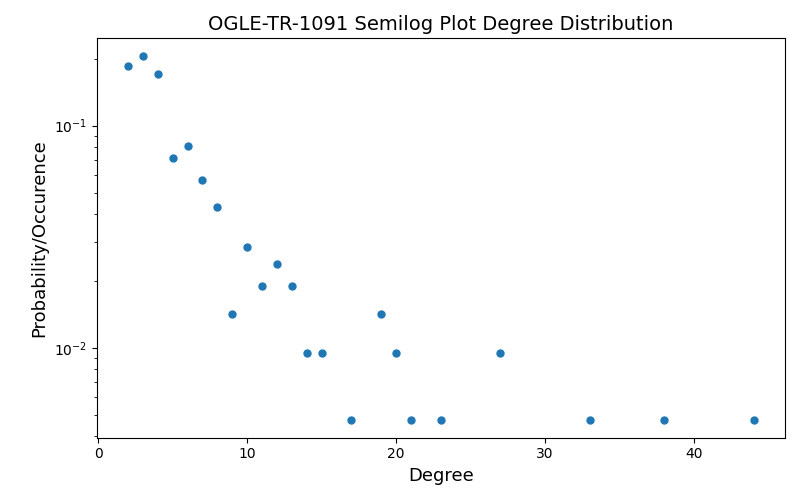 OGLE-TR-1091 Semilog Plot Degree Distribution
Probability/Occurence
10⁻¹
10⁻²
0 10 20 30 40
Degree